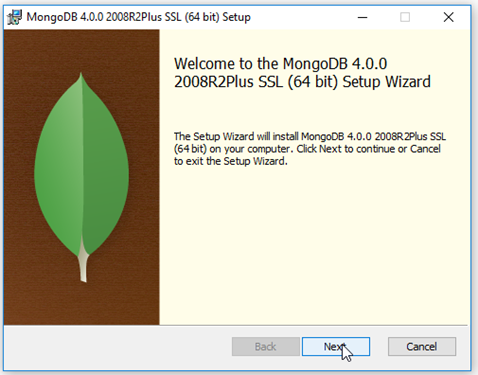 MongoDB 4.0.0 2008R2Plus SSL (64 bit) Setup
Welcome to the MongoDB 4.0.0
2008R2Plus SSL (64 bit) Setup Wizard
The Setup Wizard will install MongoDB 4.0.0 2008R2Plus SSL
(64 bit) on your computer. Click Next to continue or Cancel
to exit the Setup Wizard.
Back Next Cancel